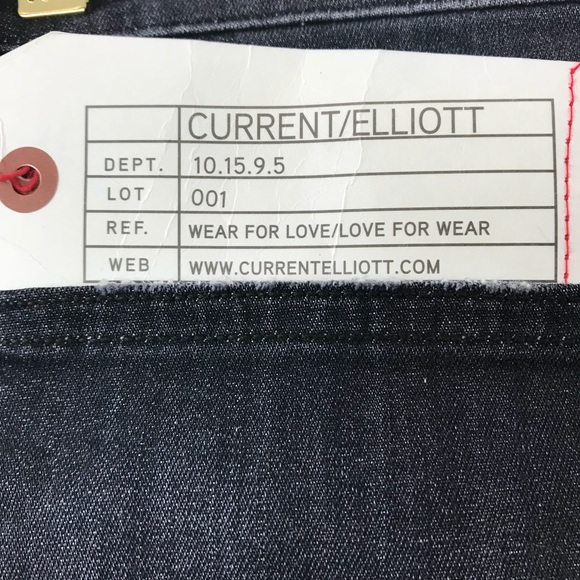 CURRENT/ELLIOTT
DEPT. 10.15.9.5
LOT 001
REF. WEAR FOR LOVE/LOVE FOR WEAR
WEB WWW.CURRENTELLIOTT.COM